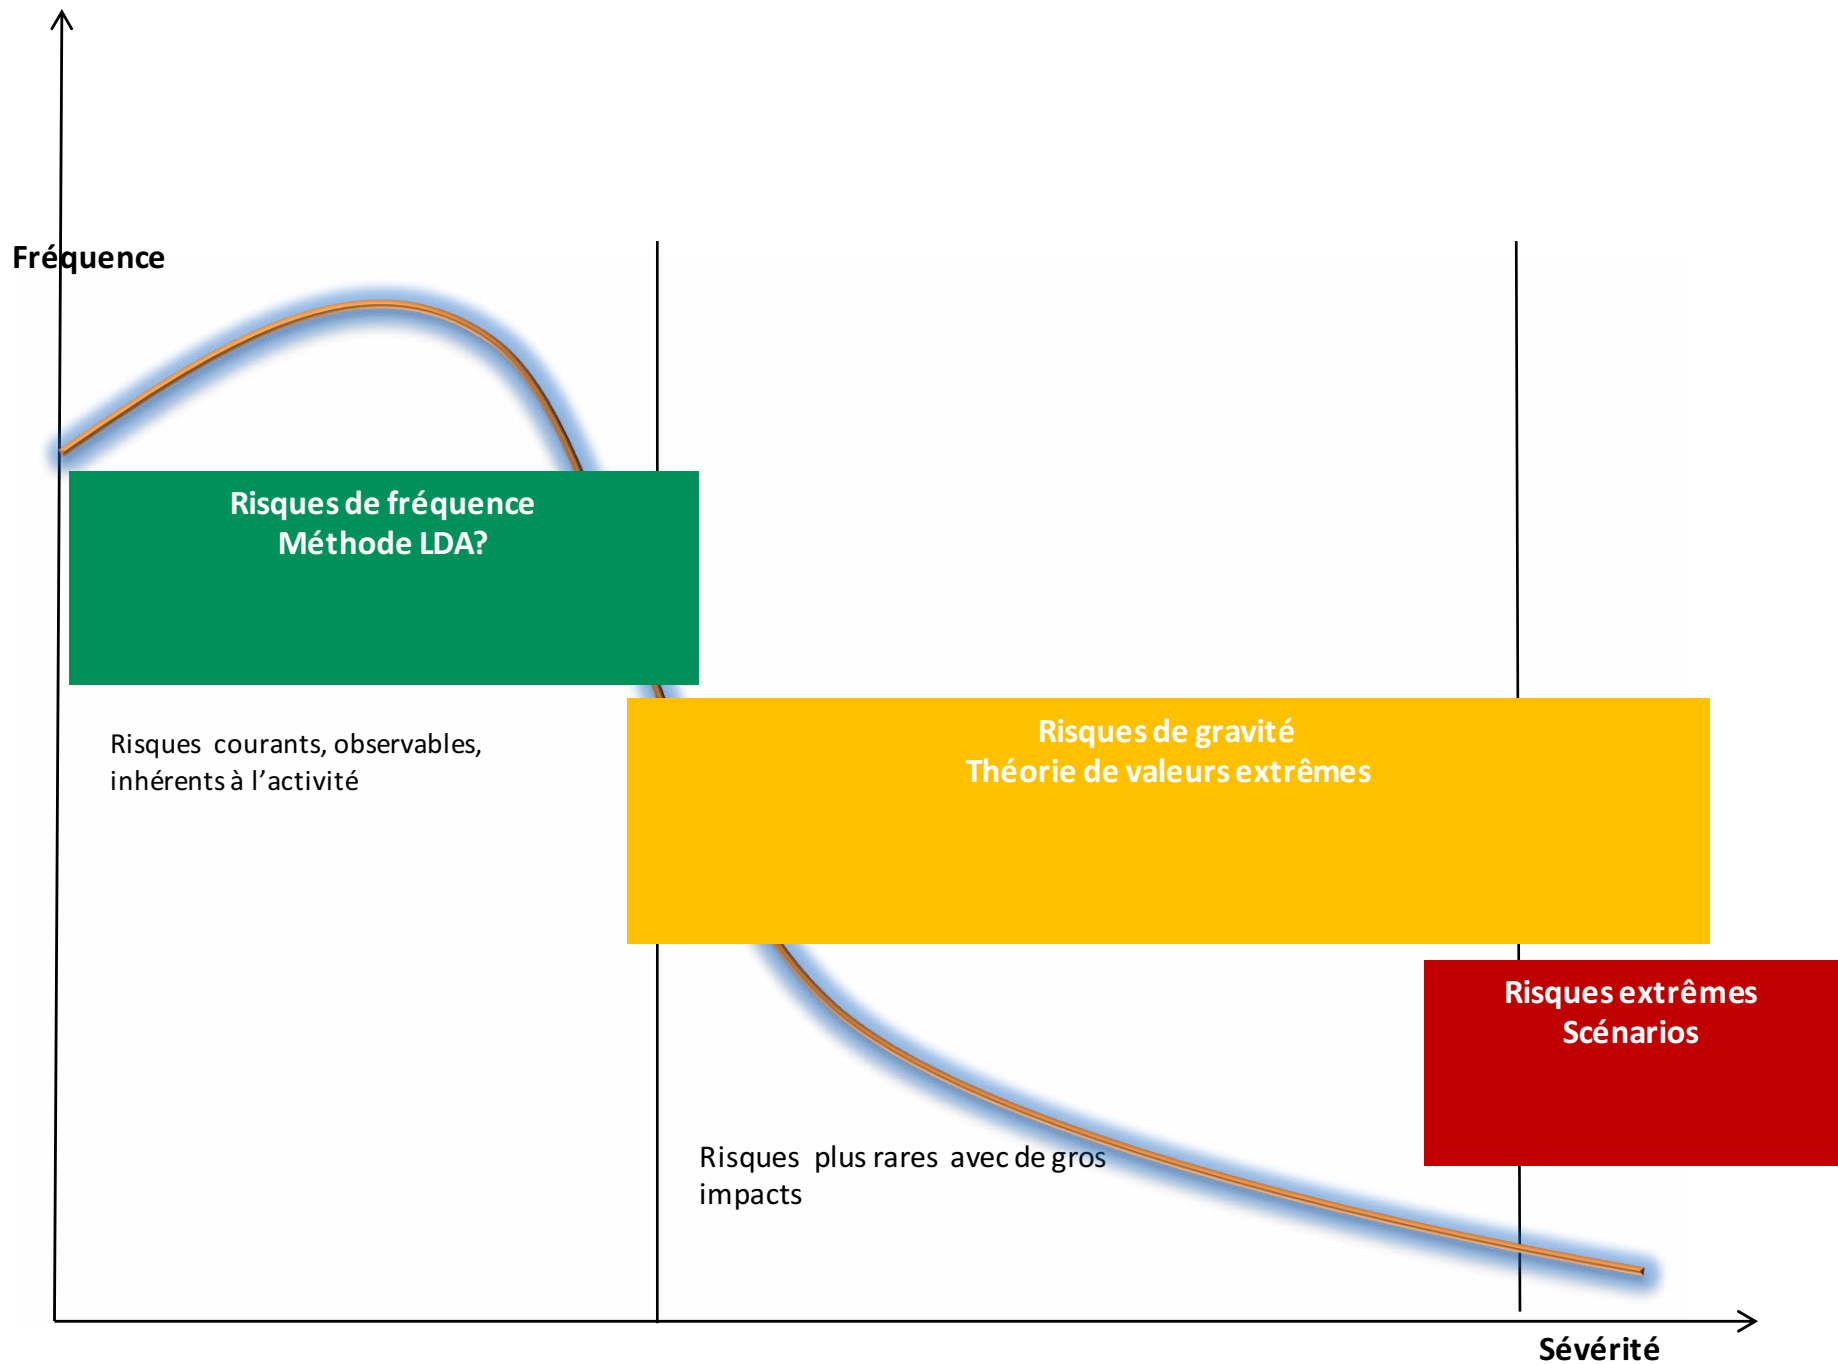 Fréquence
Risques de fréquence
Méthode LDA?
Risques courants, observables,
inhérents à l’activité
Risques de gravité
Théorie de valeurs extrêmes
Risques extrêmes
Scénarios
Risques plus rares avec de gros
impacts
Sévérité